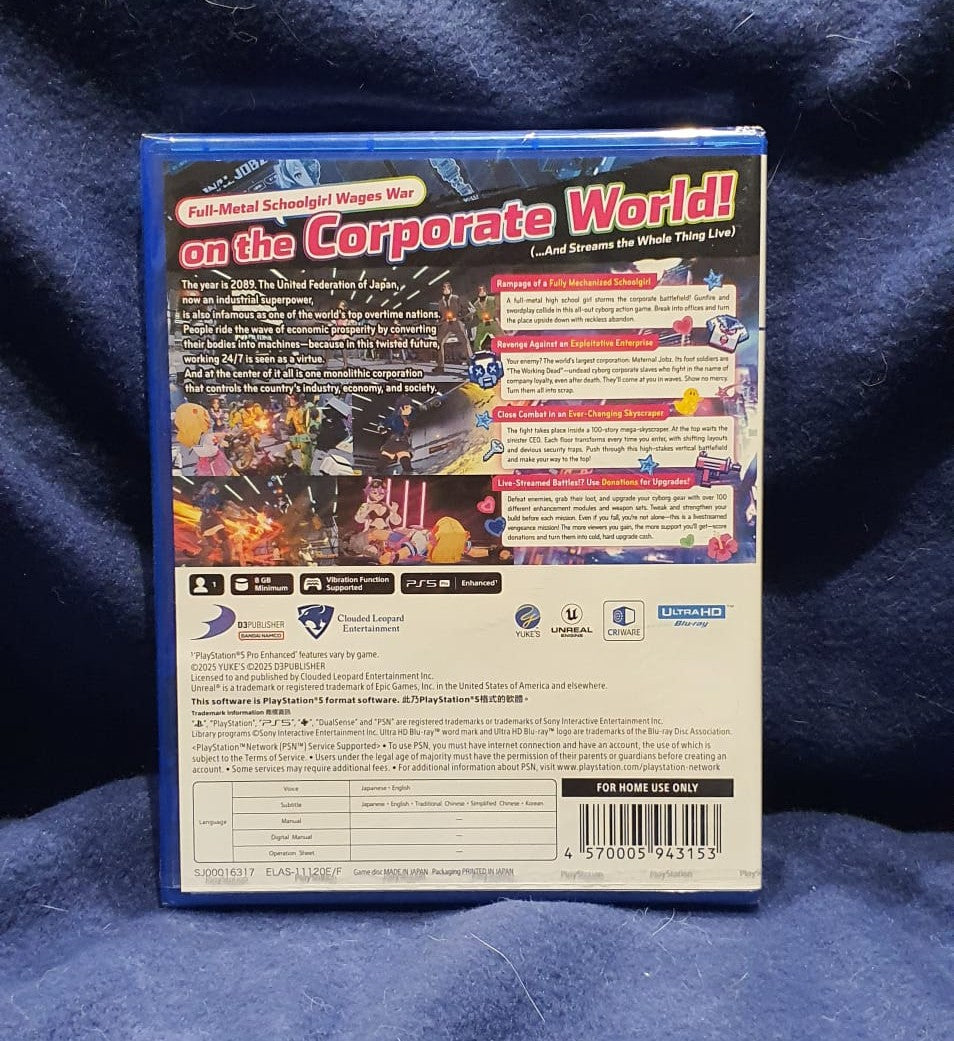 JOBZ
Full-Metal Schoolgirl Wages War
on the Corporate World!
(...And Streams the Whole Thing Live)
The year is 2089. The United Federation of Japan,
now an industrial superpower,
is also infamous as one of the world's top overtime nations.
People ride the wave of economic prosperity by converting
their bodies into machines—because in this twisted future,
working 24/7 is seen as a virtue.
And at the center of it all is one monolithic corporation
that controls the country's industry, economy, and society.
Rampage of a Fully Mechanized Schoolgirl
A full-metal high school girl storms the corporate battlefield! Gunfire and
swordplay collide in this all-out cyborg action game. Break into offices and turn
the place upside down with reckless abandon.
Revenge Against an Exploitative Enterprise
Your enemy? The world's largest corporation, Maternal Jobz. Its foot soldiers are
"The Working Dead"—undead cyborg corporate slaves who fight in the name of
company loyalty, even after death. They'll come at you in waves. Show no mercy.
Turn them all into scrap.
Close Combat in an Ever-Changing Skyscraper
The fight takes place inside a 100-story mega-skyscraper. At the top waits the
sinister CEO. Each floor transforms every time you enter, with shifting layouts
and devious security traps. Push through this high-stakes vertical battlefield
and make your way to the top!
Live-Streamed Battles!? Use Donations for Upgrades!
Defeat enemies, grab their loot, and upgrade your cyborg gear with over 100
different enhancement modules and weapon sets. Tweak and strengthen your
build before each mission. Even if you fall, you're not alone—this is a livestreamed
vengeance mission! The more viewers you gain, the more support you'll get—score
donations and turn them into cold, hard upgrade cash.
1
8 GB
Minimum
Vibration Function
Supported
PS5 Pro Enhanced¹
D3PUBLISHER
BANDAI NAMCO
Clouded Leopard
Entertainment
YUKE'S
UNREAL
ENGINE
CRIWARE
ULTRA HD™
Blu-ray
¹"PlayStation®5 Pro Enhanced" features vary by game.
©2025 YUKE'S ©2025 D3PUBLISHER
Licensed to and published by Clouded Leopard Entertainment Inc.
Unreal® is a trademark or registered trademark of Epic Games, Inc. in the United States of America and elsewhere.
This software is PlayStation®5 format software. 此乃PlayStation®5格式的軟體。
Trademark Information 商標資訊
"PlayStation", "PS5", "DualSense" and "PSN" are registered trademarks or trademarks of Sony Interactive Entertainment Inc.
Library programs ©Sony Interactive Entertainment Inc. Ultra HD Blu-ray™ word mark and Ultra HD Blu-ray™ logo are trademarks of the Blu-ray Disc Association.
<PlayStation™Network (PSN™) Service Supported> • To use PSN, you must have internet connection and have an account, the use of which is
subject to the Terms of Service. • Users under the legal age of majority must have the permission of their parents or guardians before creating an
account. • Some services may require additional fees. • For additional information about PSN, visit www.playstation.com/playstation-network
Language
Voice Japanese・English
Subtitle Japanese・English・Traditional Chinese・Simplified Chinese・Korean
Manual —
Digital Manual —
Operation Sheet —
FOR HOME USE ONLY
4 570005 943153
SJ00Q16317 ELAS-11120E/F Game disc MADE IN JAPAN Packaging PRINTED IN JAPAN
PlayStation PlayStation PlayStation